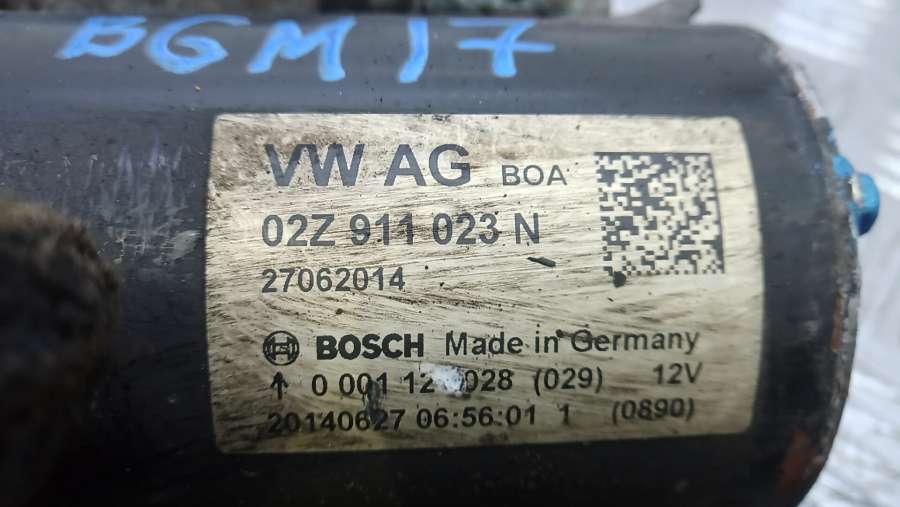 BGM17
VW AG BOA
02Z 911 023 N
27062014
BOSCH Made in Germany
0 001 028 (029) 12V
20140627 06:56:01 1 (0890)